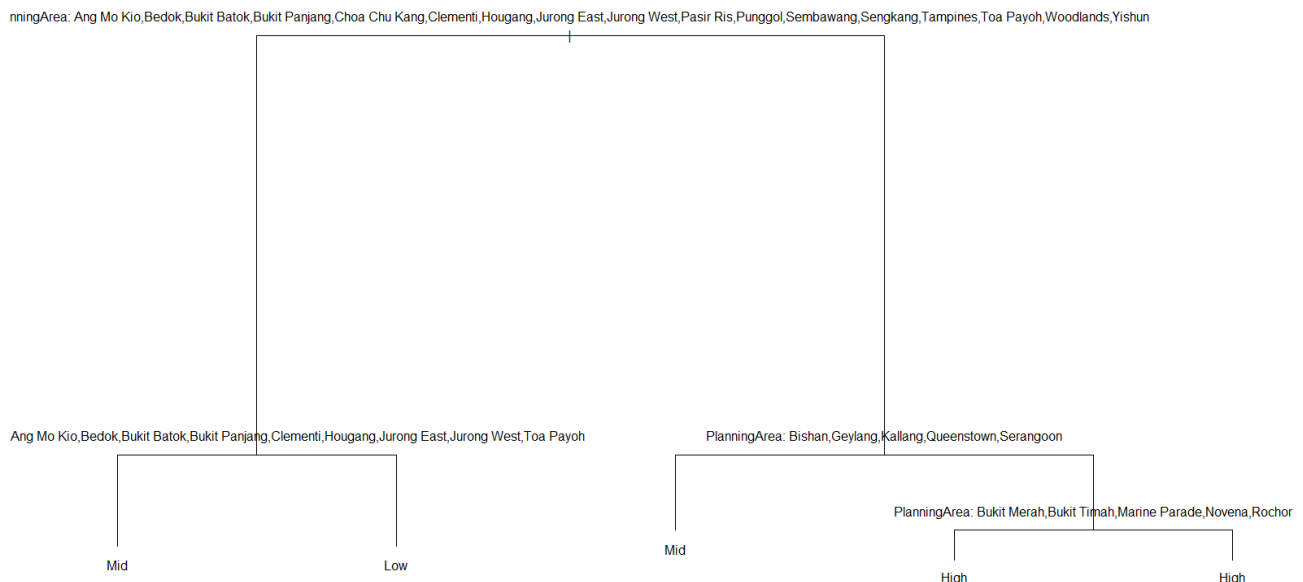 nningArea: Ang Mo Kio,Bedok,Bukit Batok,Bukit Panjang,Choa Chu Kang,Clementi,Hougang,Jurong East,Jurong West,Pasir Ris,Punggol,Sembawang,Sengkang,Tampines,Toa Payoh,Woodlands,Yishun
Ang Mo Kio,Bedok,Bukit Batok,Bukit Panjang,Clementi,Hougang,Jurong East,Jurong West,Toa Payoh
PlanningArea: Bishan,Geylang,Kallang,Queenstown,Serangoon
PlanningArea: Bukit Merah,Bukit Timah,Marine Parade,Novena,Rochor
Mid
Low
Mid
High
High